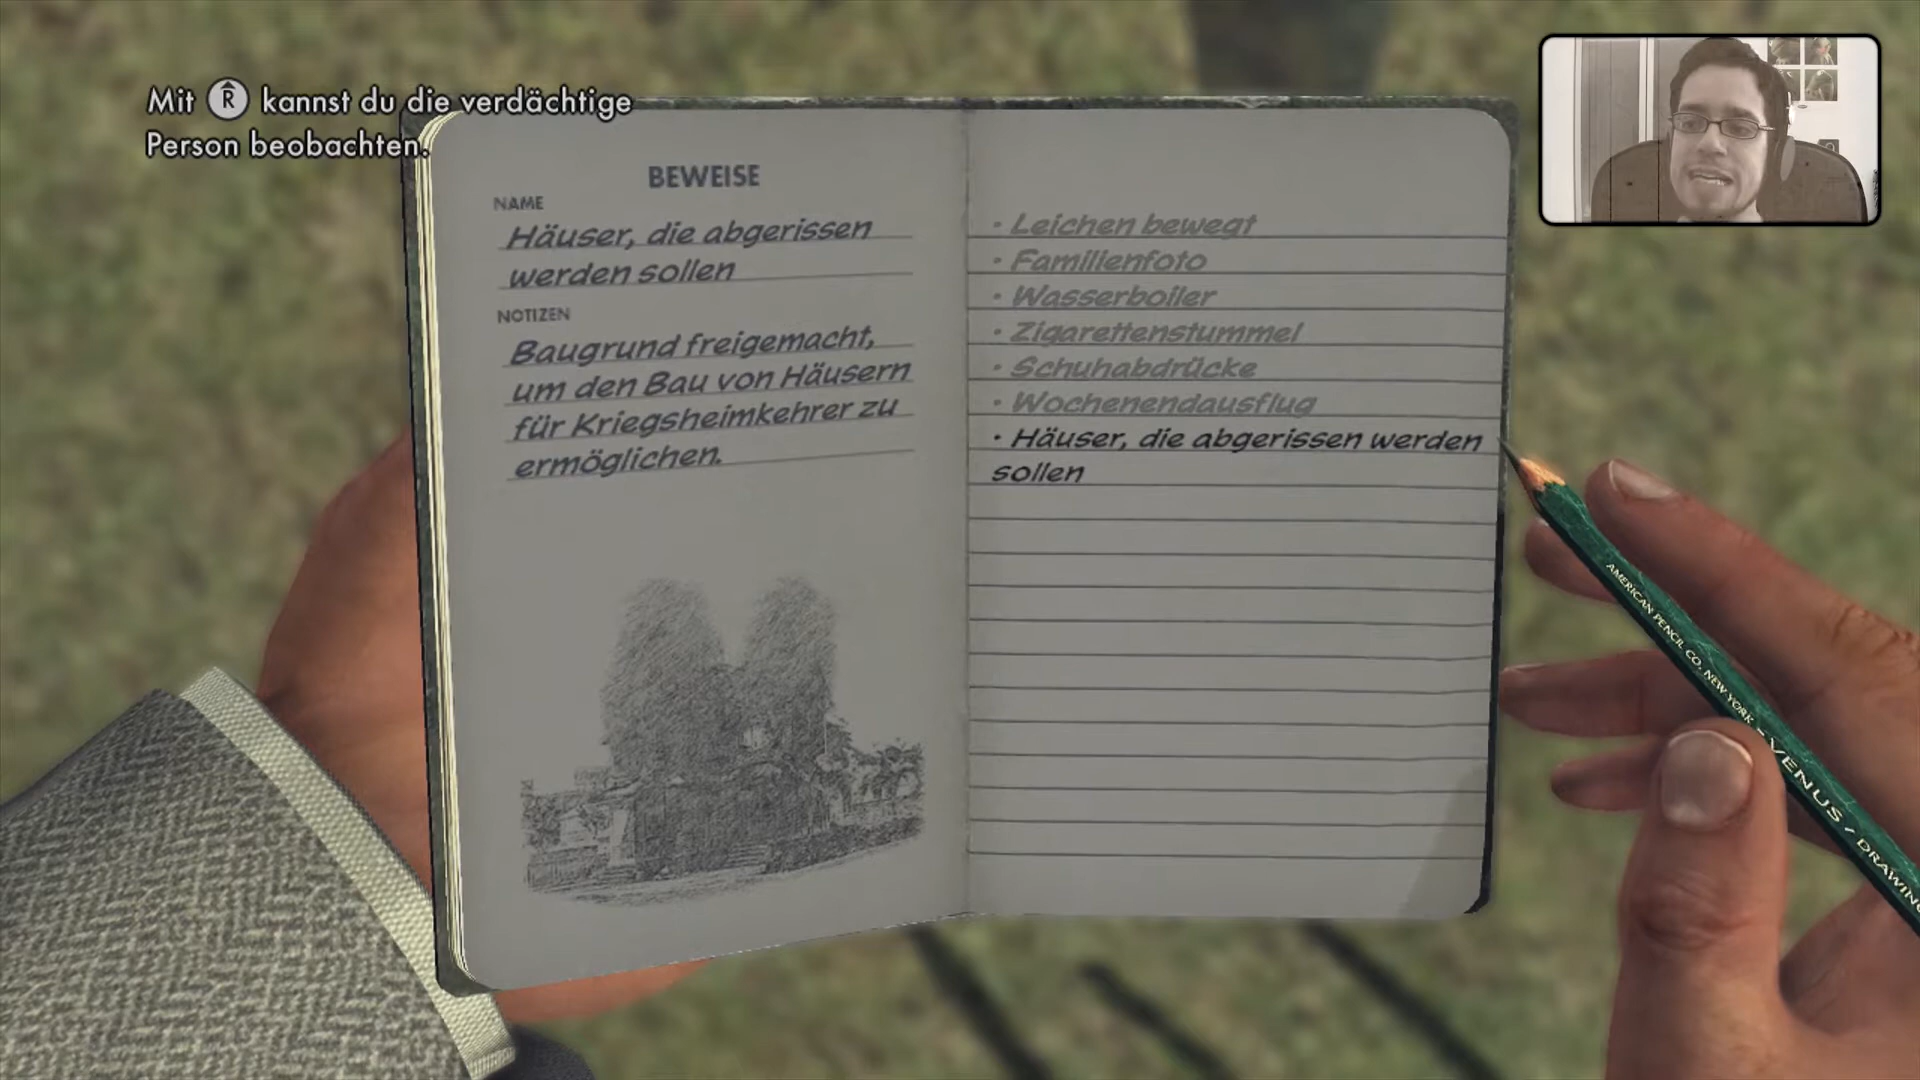 Mit R kannst du die verdächtige
Person beobachten.
BEWEISE
NAME
Häuser, die abgerissen
werden sollen
NOTIZEN
Baugrund freigemacht,
um den Bau von Häusern
für Kriegsheimkehrer zu
ermöglichen.
· Leichen bewegt
· Familienfoto
· Wasserboiler
· Zigarettenstummel
· Schuhabdrücke
· Wochenendausflug
· Häuser, die abgerissen werden
sollen
AMERICAN PENCIL CO. NEW YORK - VENUS / DRAWING